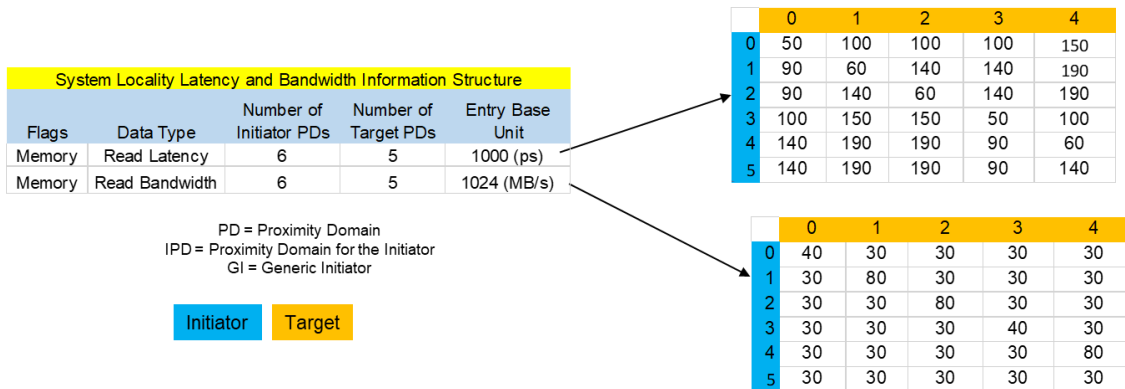 System Locality Latency and Bandwidth Information Structure
Flags Data Type Number of Initiator PDs Number of Target PDs Entry Base Unit
Memory Read Latency 6 5 1000 (ps)
Memory Read Bandwidth 6 5 1024 (MB/s)
PD = Proximity Domain
IPD = Proximity Domain for the Initiator
GI = Generic Initiator
Initiator Target
0 1 2 3 4
0 50 100 100 100 150
1 90 60 140 140 190
2 90 140 60 140 190
3 100 150 150 50 100
4 140 190 190 90 60
5 140 190 190 90 140
0 1 2 3 4
0 40 30 30 30 30
1 30 80 30 30 30
2 30 30 80 30 30
3 30 30 30 40 30
4 30 30 30 30 80
5 30 30 30 30 30